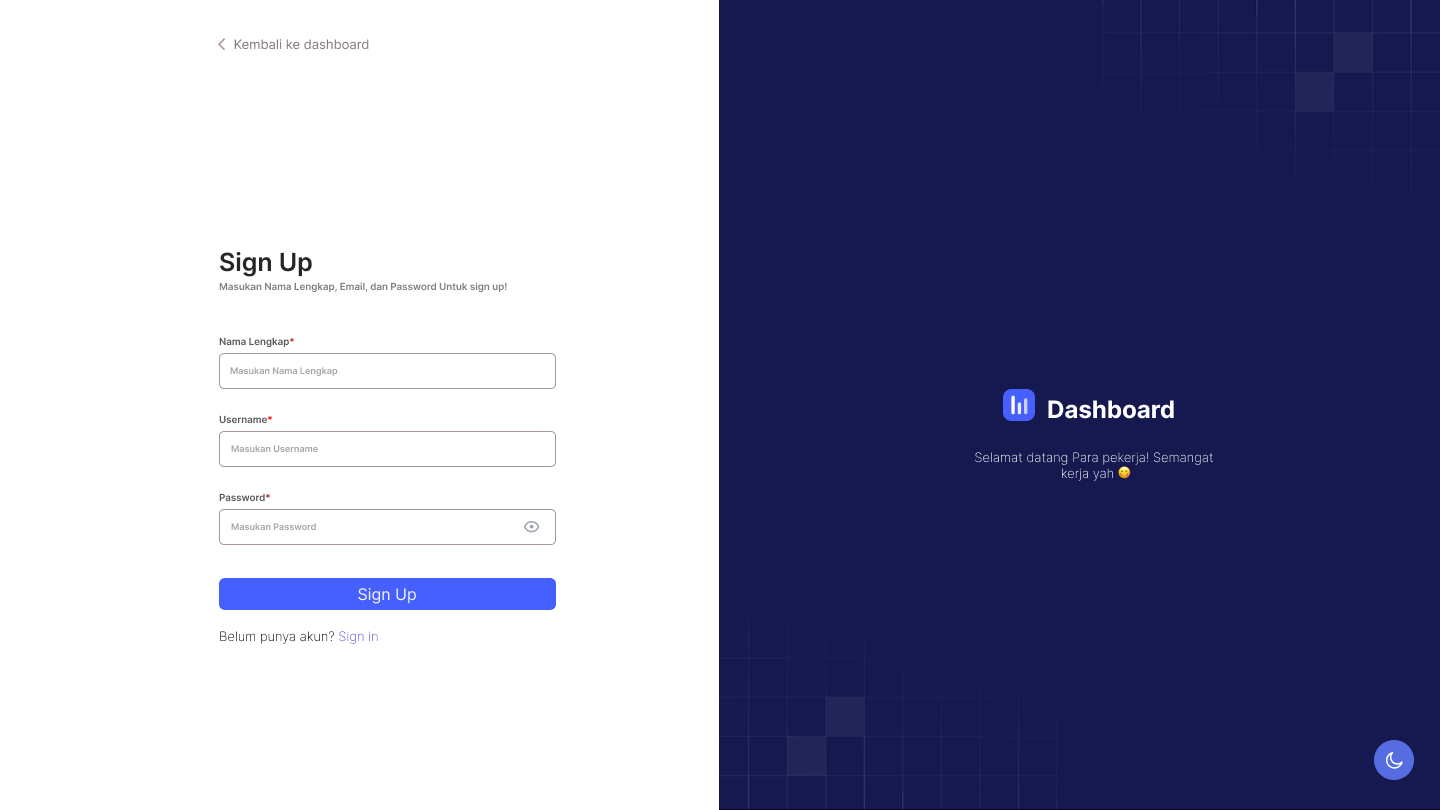 Kembali ke dashboard
Sign Up
Masukan Nama Lengkap, Email, dan Password Untuk sign up!
Nama Lengkap*
Masukan Nama Lengkap
Username*
Masukan Username
Password*
Masukan Password
Sign Up
Belum punya akun? Sign in
Dashboard
Selamat datang Para pekerja! Semangat
kerja yah 😋